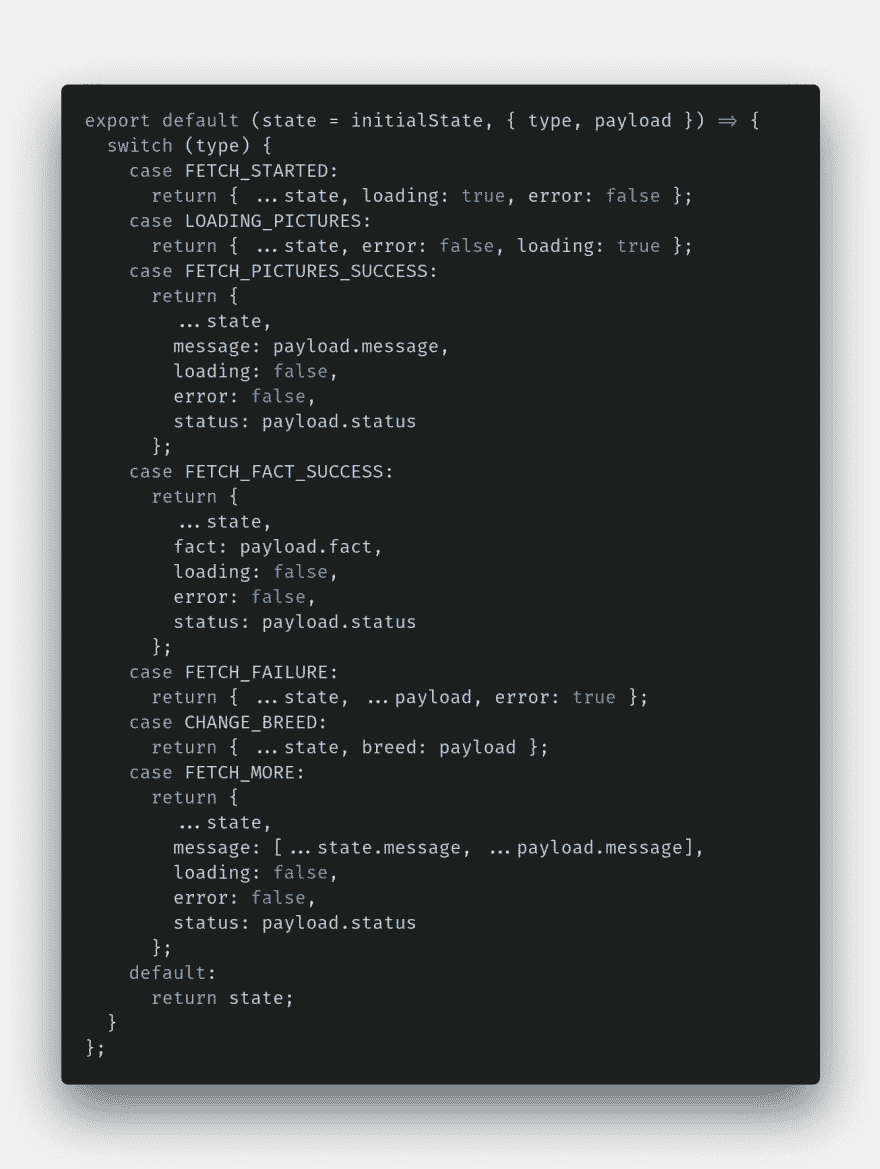 export default (state = initialState, { type, payload }) => {
  switch (type) {
    case FETCH_STARTED:
      return { ...state, loading: true, error: false };
    case LOADING_PICTURES:
      return { ...state, error: false, loading: true };
    case FETCH_PICTURES_SUCCESS:
      return {
        ...state,
        message: payload.message,
        loading: false,
        error: false,
        status: payload.status
      };
    case FETCH_FACT_SUCCESS:
      return {
        ...state,
        fact: payload.fact,
        loading: false,
        error: false,
        status: payload.status
      };
    case FETCH_FAILURE:
      return { ...state, ...payload, error: true };
    case CHANGE_BREED:
      return { ...state, breed: payload };
    case FETCH_MORE:
      return {
        ...state,
        message: [...state.message, ...payload.message],
        loading: false,
        error: false,
        status: payload.status
      };
    default:
      return state;
  }
};